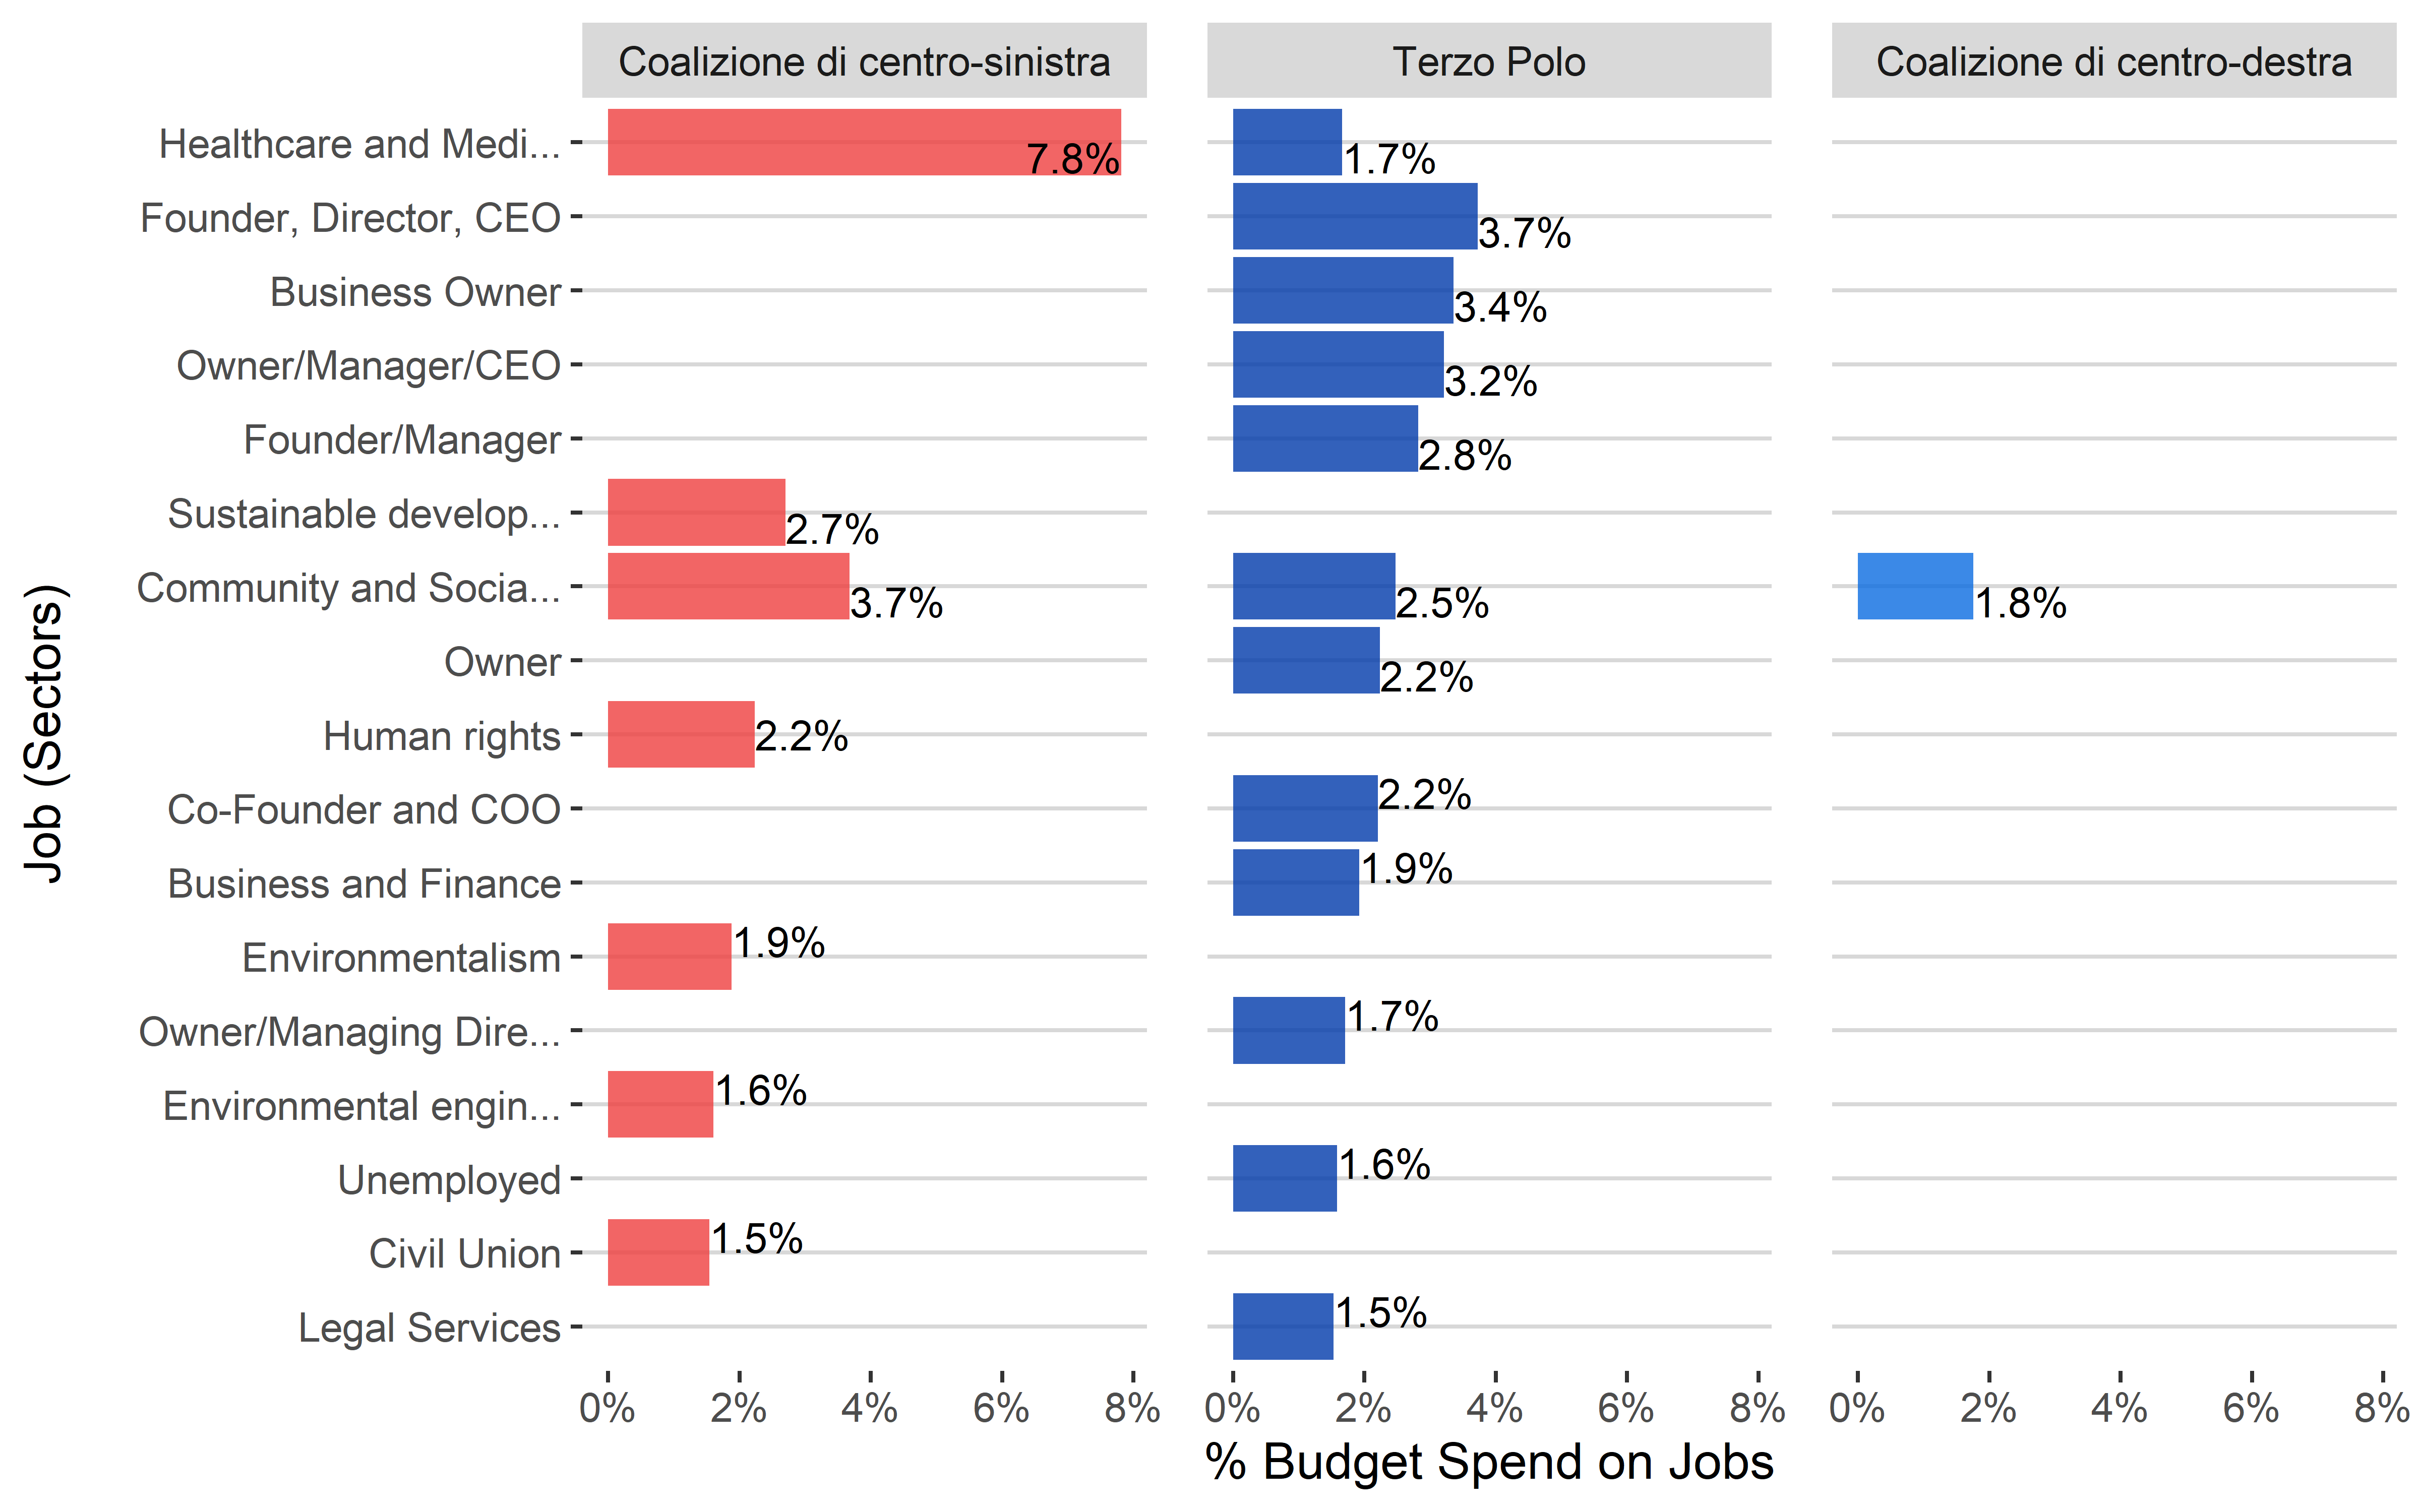 Coalizione di centro-sinistra Terzo Polo Coalizione di centro-destra
Healthcare and Medi... 7.8% 1.7%
Founder, Director, CEO 3.7%
Business Owner 3.4%
Owner/Manager/CEO 3.2%
Founder/Manager 2.8%
Sustainable develop... 2.7%
Community and Socia... 3.7% 2.5% 1.8%
Owner 2.2%
Human rights 2.2%
Co-Founder and COO 2.2%
Business and Finance 1.9%
Environmentalism 1.9%
Owner/Managing Dire... 1.7%
Environmental engin... 1.6%
Unemployed 1.6%
Civil Union 1.5%
Legal Services 1.5%
0% 2% 4% 6% 8% 0% 2% 4% 6% 8% 0% 2% 4% 6% 8%
% Budget Spend on Jobs
Job (Sectors)